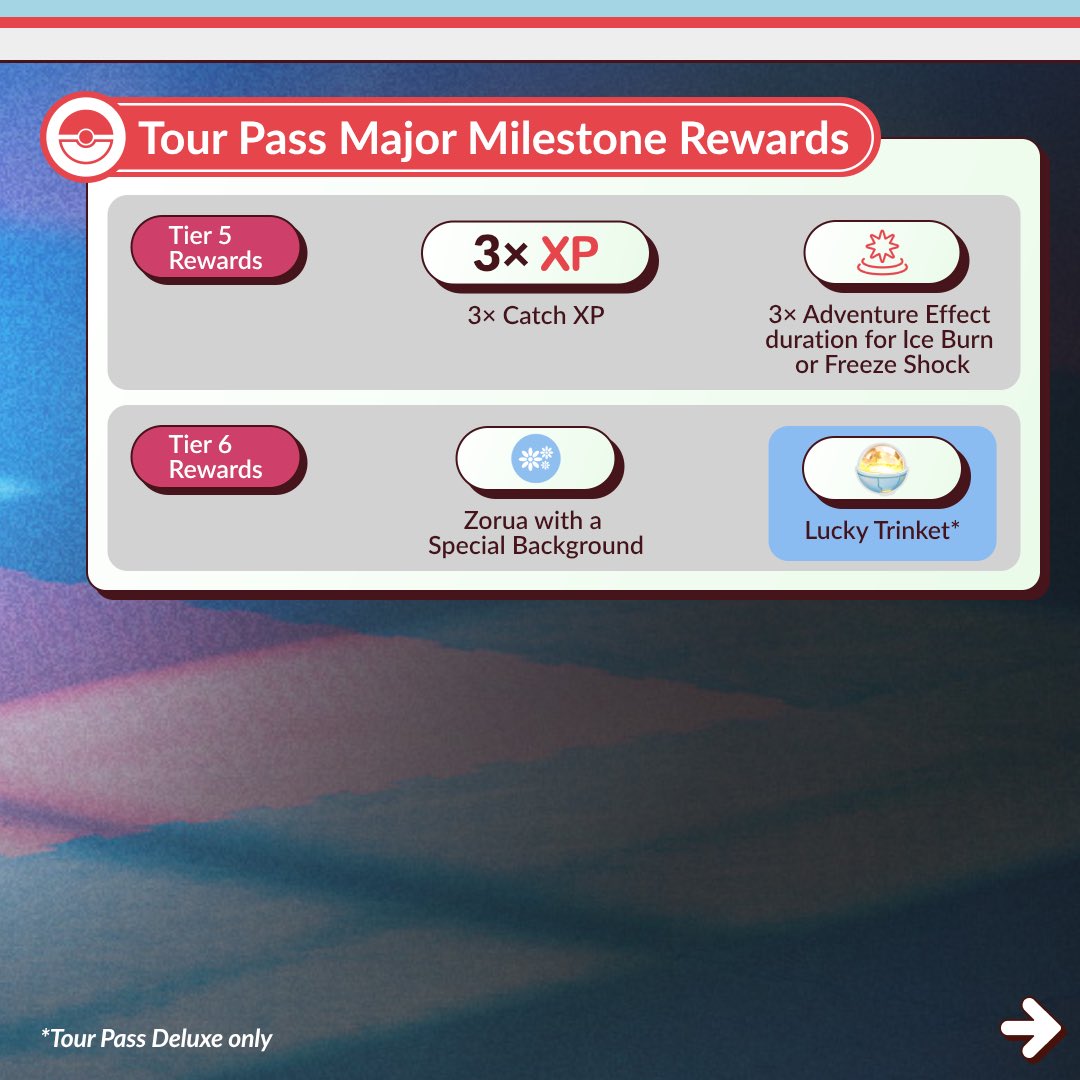 Tour Pass Major Milestone Rewards
Tier 5
Rewards
3× XP
3× Catch XP
3× Adventure Effect
duration for Ice Burn
or Freeze Shock
Tier 6
Rewards
Zorua with a
Special Background
Lucky Trinket*
*Tour Pass Deluxe only